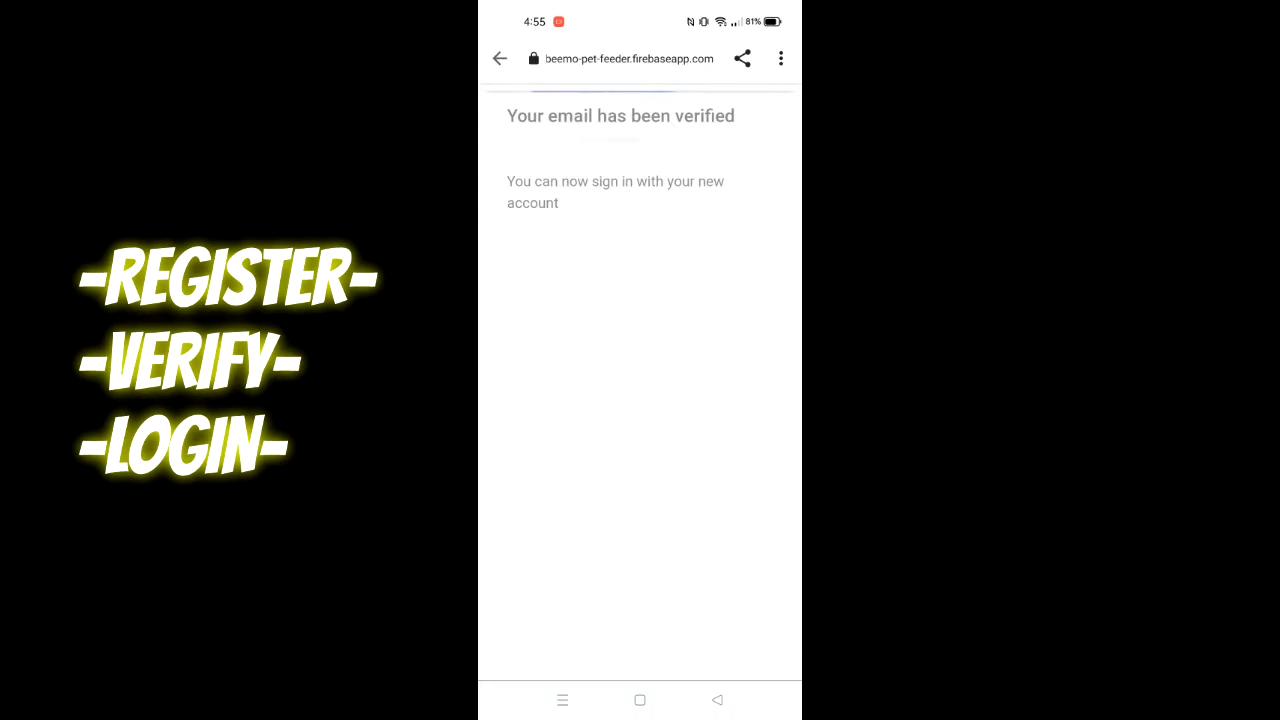 4:55
81%
beemo-pet-feeder.firebaseapp.com
Your email has been verified
You can now sign in with your new
account
-REGISTER-
-VERIFY-
-LOGIN-